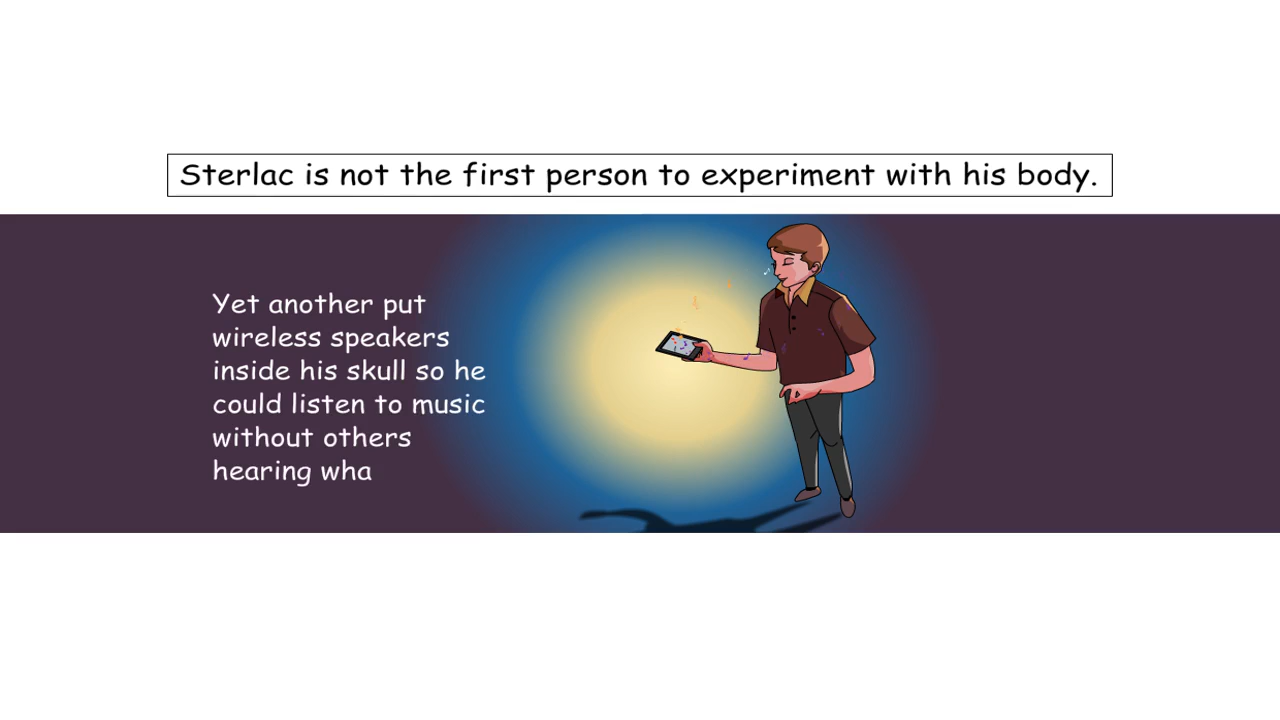 Sterlac is not the first person to experiment with his body.
Yet another put
wireless speakers
inside his skull so he
could listen to music
without others
hearing wha